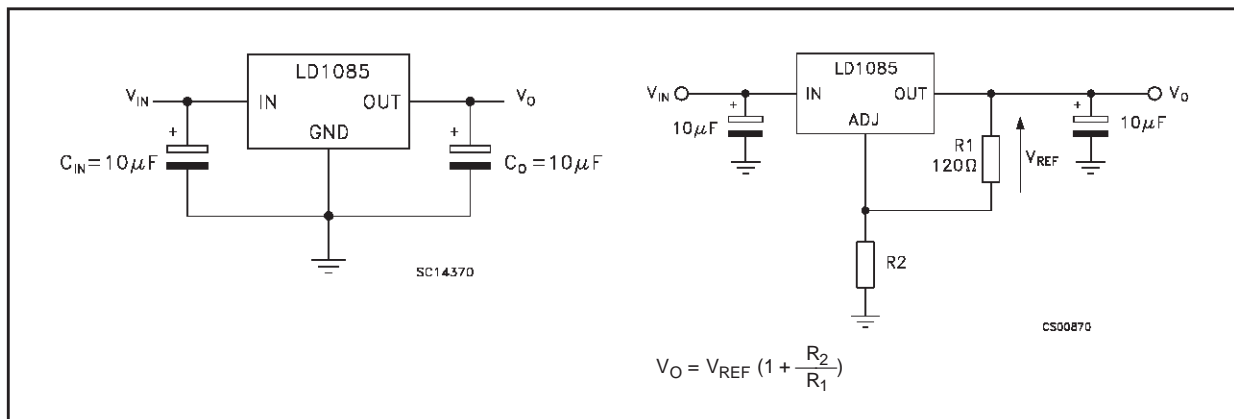 LD1085
V_IN
IN
OUT
V_O
GND
+
+
C_IN=10μF
C_O=10μF
SC14370
LD1085
V_IN
IN
OUT
V_O
ADJ
+
+
10μF
10μF
R1
120Ω
V_REF
R2
CS00870
V_O = V_REF (1 + R_2/R_1)